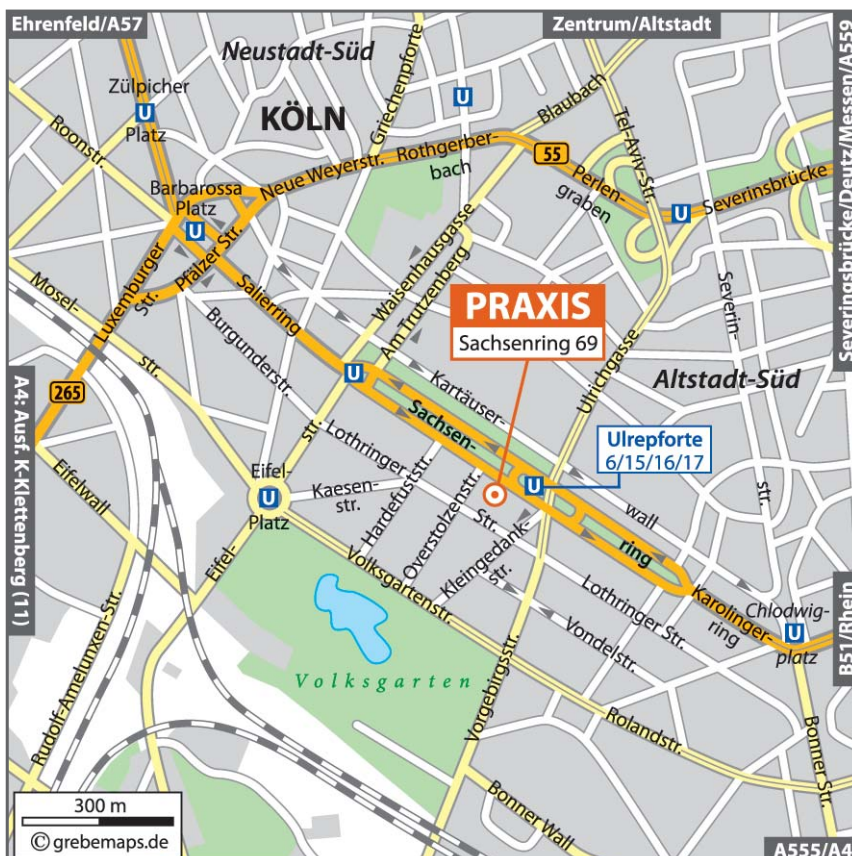 Ehrenfeld/A57
Zentrum/Altstadt
Severinsbrücke/Deutz/Messen/A559
Neustadt-Süd
KÖLN
Zülpicher
Platz
U
U
Roonstr.
Griechenpforte
Blaubach
Tel-Aviv-Str.
Neue Weyerstr.
Rothgerber-
bach
55
Perlen-
graben
U
Severinsbrücke
Barbarossa
Platz
U
Pfälzer Str.
Luxemburger
Str.
Salierring
Waisenhausgasse
Am Trutzenberg
Mosel-
str.
Burgunderstr.
PRAXIS
Sachsenring 69
Ulrichgasse
Severin-
str.
Altstadt-Süd
265
A4: Ausf. K-Klettenberg (11)
U
Kartäuser-
wall
Sachsen-
ring
Ulrepforte
6/15/16/17
U
Eifelwall
Eifel-
str.
Eifel-
Platz
U
Lothringer
Str.
Kaesen-
str.
Hardefuststr.
Overstolzenstr.
Kleingedank-
str.
Volksgartenstr.
Lothringer Str.
Vondelstr.
Karolinger-
ring
Chlodwig-
platz
U
B51/Rhein
Volksgarten
Vorgebirgsstr.
Rolandstr.
Bonner Str.
Rudolf-Amelunxen-Str.
Bonner Wall
300 m
© grebemaps.de
A555/A4